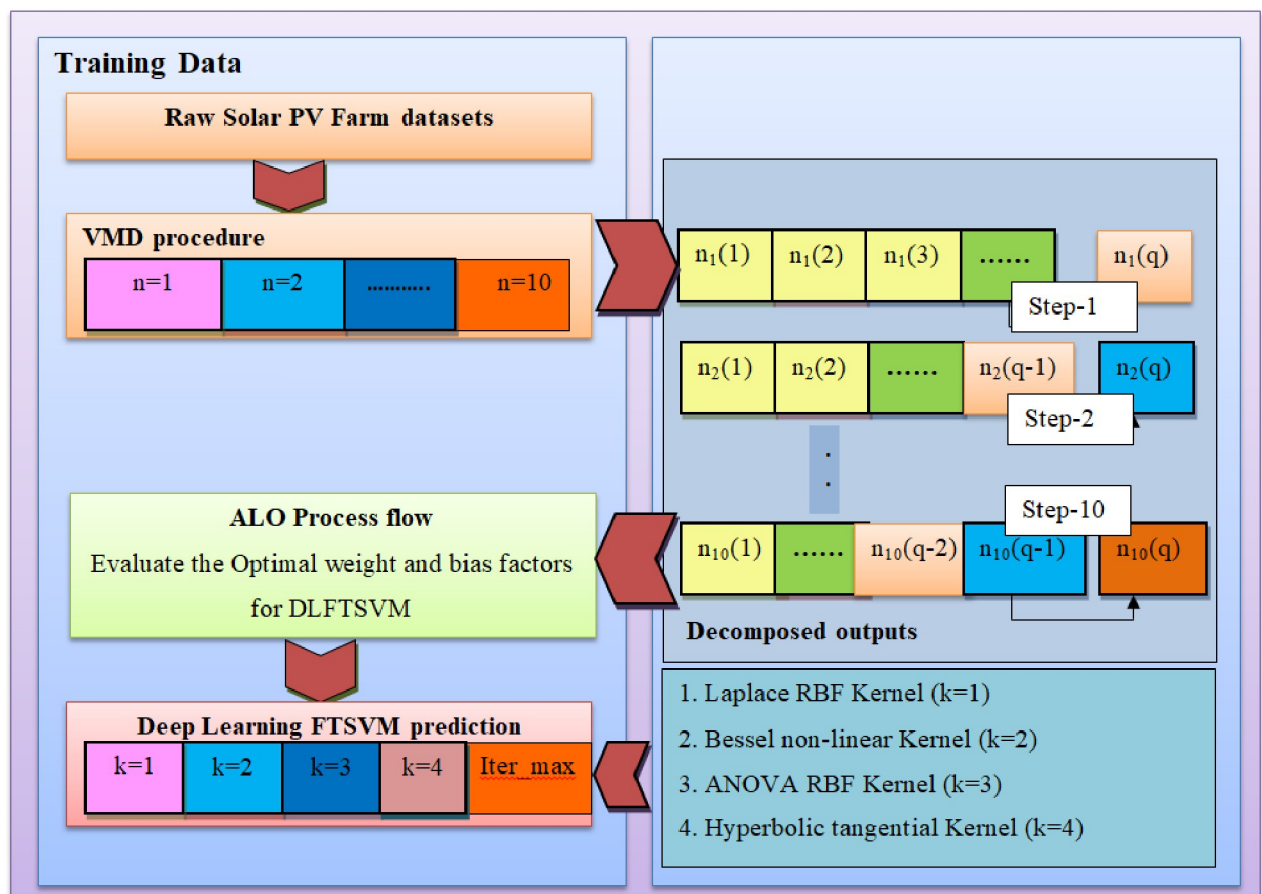 Training Data
Raw Solar PV Farm datasets
VMD procedure
n=1 n=2 ........... n=10
n₁(1) n₁(2) n₁(3) ...... n₁(q)
Step-1
n₂(1) n₂(2) ...... n₂(q-1) n₂(q)
Step-2
.
.
Step-10
n₁₀(1) ...... n₁₀(q-2) n₁₀(q-1) n₁₀(q)
Decomposed outputs
ALO Process flow
Evaluate the Optimal weight and bias factors
for DLFTSVM
Deep Learning FTSVM prediction
k=1 k=2 k=3 k=4 Iter_max
1. Laplace RBF Kernel (k=1)
2. Bessel non-linear Kernel (k=2)
3. ANOVA RBF Kernel (k=3)
4. Hyperbolic tangential Kernel (k=4)